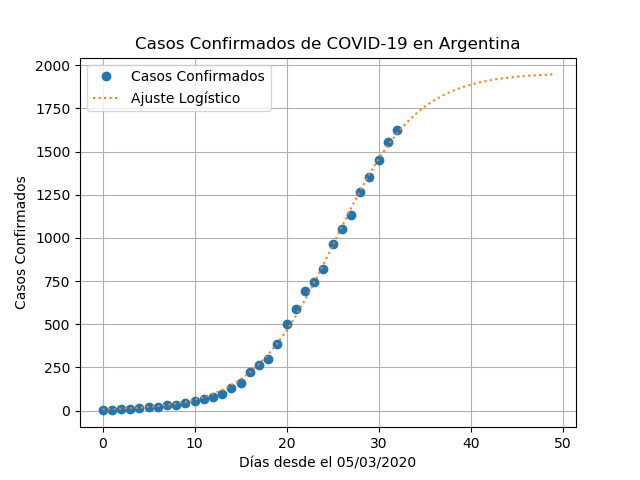 Casos Confirmados de COVID-19 en Argentina
Casos Confirmados
Ajuste Logístico
2000
1750
1500
1250
1000
750
500
250
0
Casos Confirmados
0 10 20 30 40 50
Días desde el 05/03/2020